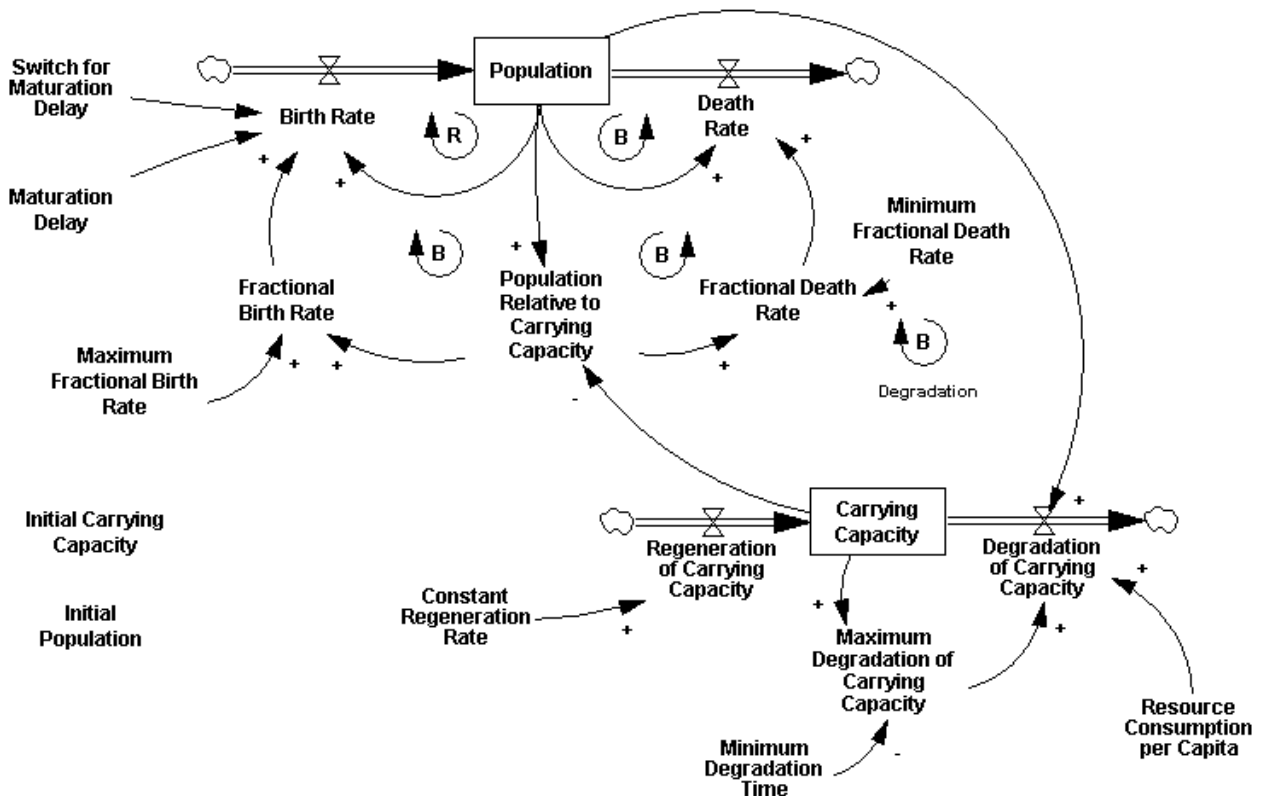 Switch for
Maturation
Delay
Population
Birth Rate
Death
Rate
R
B
+
+
+
+
Maturation
Delay
Minimum
Fractional Death
Rate
B
B
+
Fractional
Birth Rate
Population
Relative to
Carrying
Capacity
Fractional Death
Rate
+
B
Degradation
Maximum
Fractional Birth
Rate
+
+
+
-
Initial Carrying
Capacity
Carrying
Capacity
+
Regeneration
of Carrying
Capacity
Degradation
of Carrying
Capacity
+
Initial
Population
Constant
Regeneration
Rate
+
+
+
Maximum
Degradation of
Carrying
Capacity
Resource
Consumption
per Capita
Minimum
Degradation
Time
-